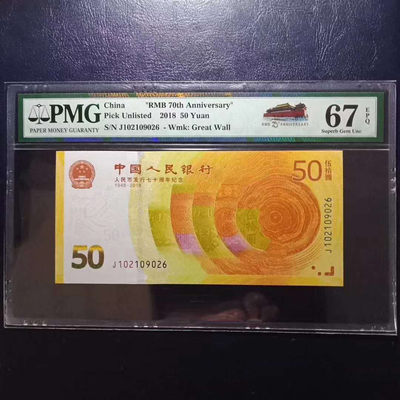 PMG
PAPER MONEY GUARANTY
China "RMB 70th Anniversary"
Pick Unlisted 2018 50 Yuan
S/N J102109026 - Wmk: Great Wall
67 EPQ
Superb Gem Unc
中国人民银行
人民币发行七十周年纪念
1948-2018
50
伍拾圆
J102109026
50
J102109026